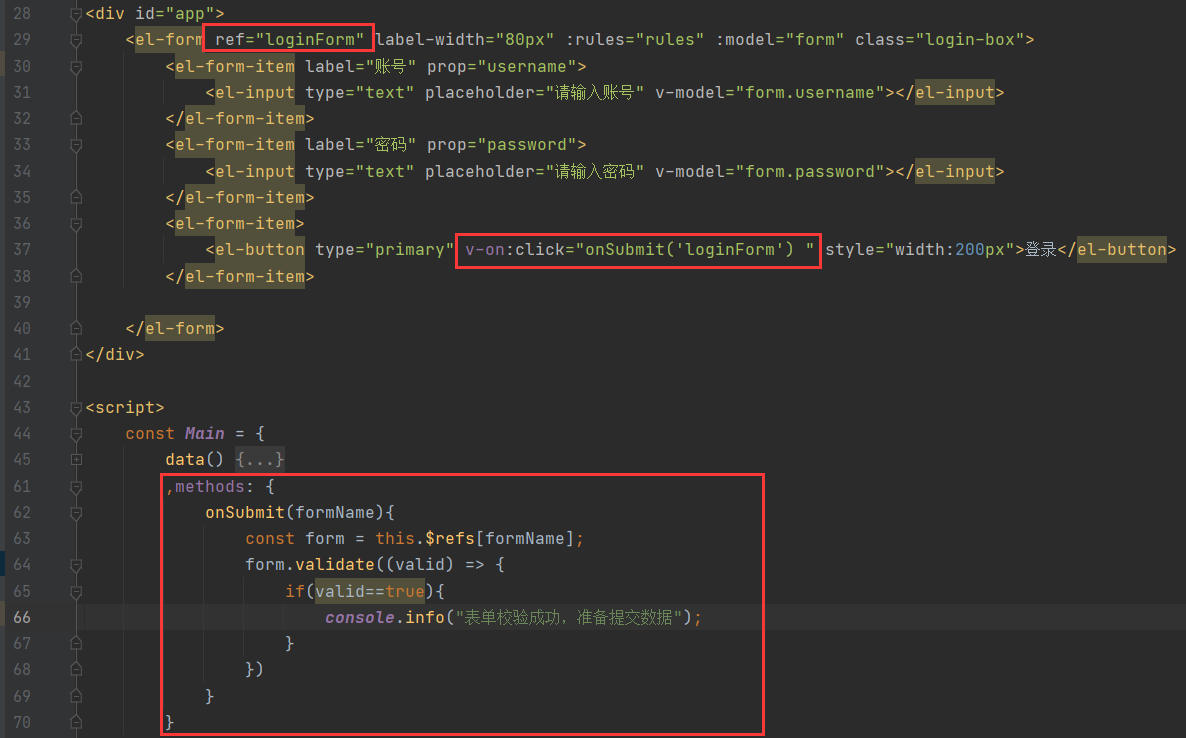 28 <div id="app">
29 <el-form ref="loginForm" label-width="80px" :rules="rules" :model="form" class="login-box">
30 <el-form-item label="账号" prop="username">
31 <el-input type="text" placeholder="请输入账号" v-model="form.username"></el-input>
32 </el-form-item>
33 <el-form-item label="密码" prop="password">
34 <el-input type="text" placeholder="请输入密码" v-model="form.password"></el-input>
35 </el-form-item>
36 <el-form-item>
37 <el-button type="primary" v-on:click="onSubmit('loginForm') " style="width:200px">登录</el-button>
38 </el-form-item>
39
40 </el-form>
41 </div>
42
43 <script>
44 const Main = {
45 data() {...}
61 ,methods: {
62 onSubmit(formName){
63 const form = this.$refs[formName];
64 form.validate((valid) => {
65 if(valid==true){
66 console.info("表单校验成功，准备提交数据");
67 }
68 })
69 }
70 }